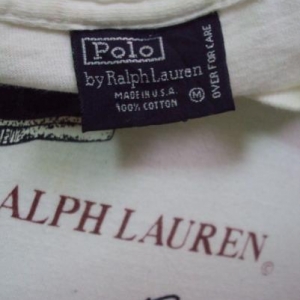 Polo
by Ralph Lauren
MADE IN U.S.A.
100% COTTON
M
OVER FOR CARE
ALPH LAUREN
©